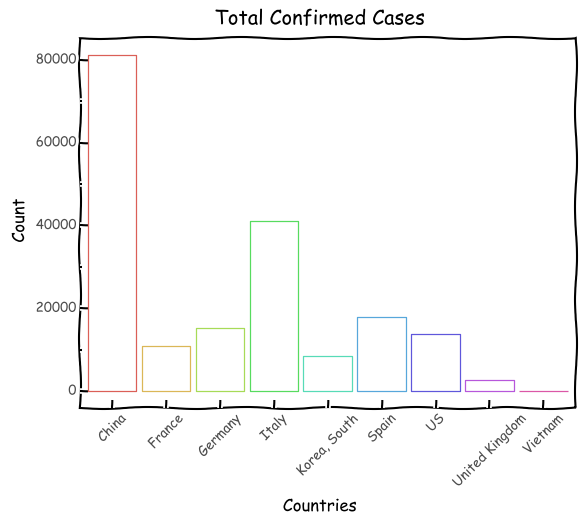 Total Confirmed Cases
80000
60000
40000
20000
0
Count
China
France
Germany
Italy
Korea, South
Spain
US
United Kingdom
Vietnam
Countries